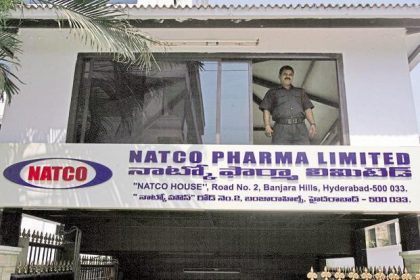 NATCO
NATCO PHARMA LIMITED
నాట్కో ఫార్మా లిమిటెడ్
"NATCO HOUSE", Road No. 2, Banjara Hills, Hyderabad-500 033.
"నాట్కో హౌస్" రోడ్ నెం.2, బంజారాహిల్స్, హైదరాబాద్ - 500 033.